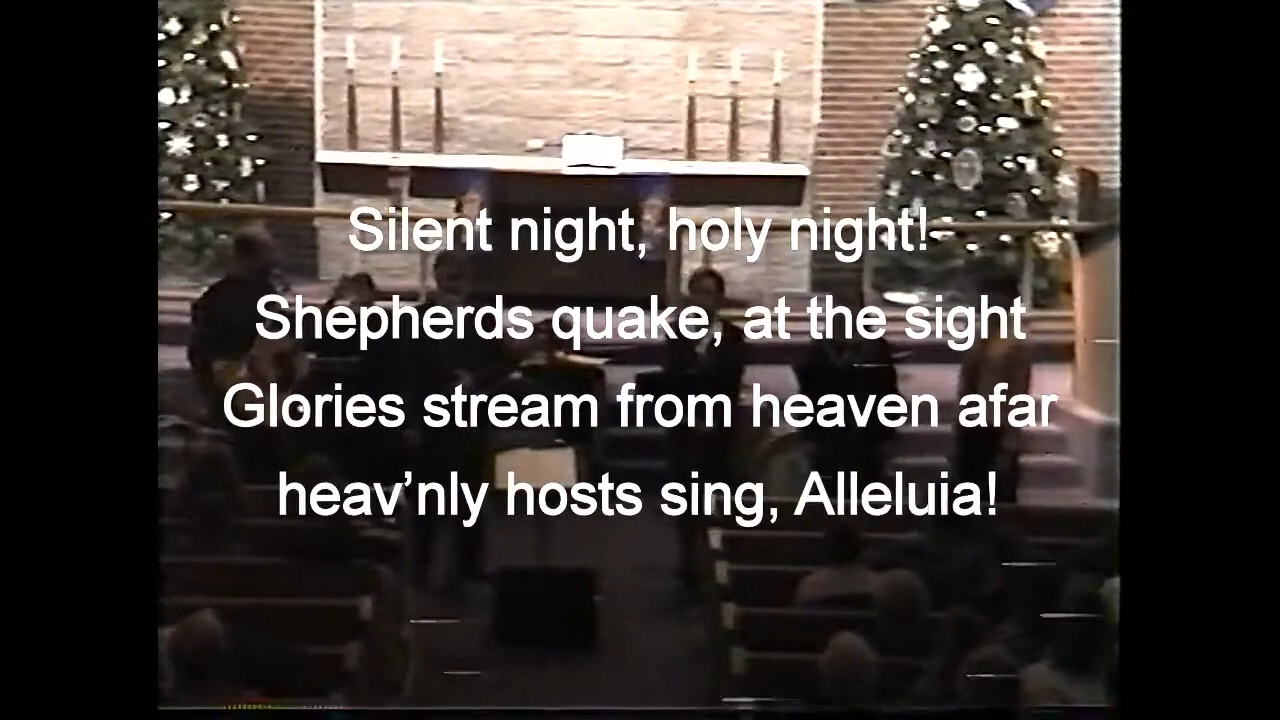 Silent night, holy night!
Shepherds quake, at the sight
Glories stream from heaven afar
heav’nly hosts sing, Alleluia!